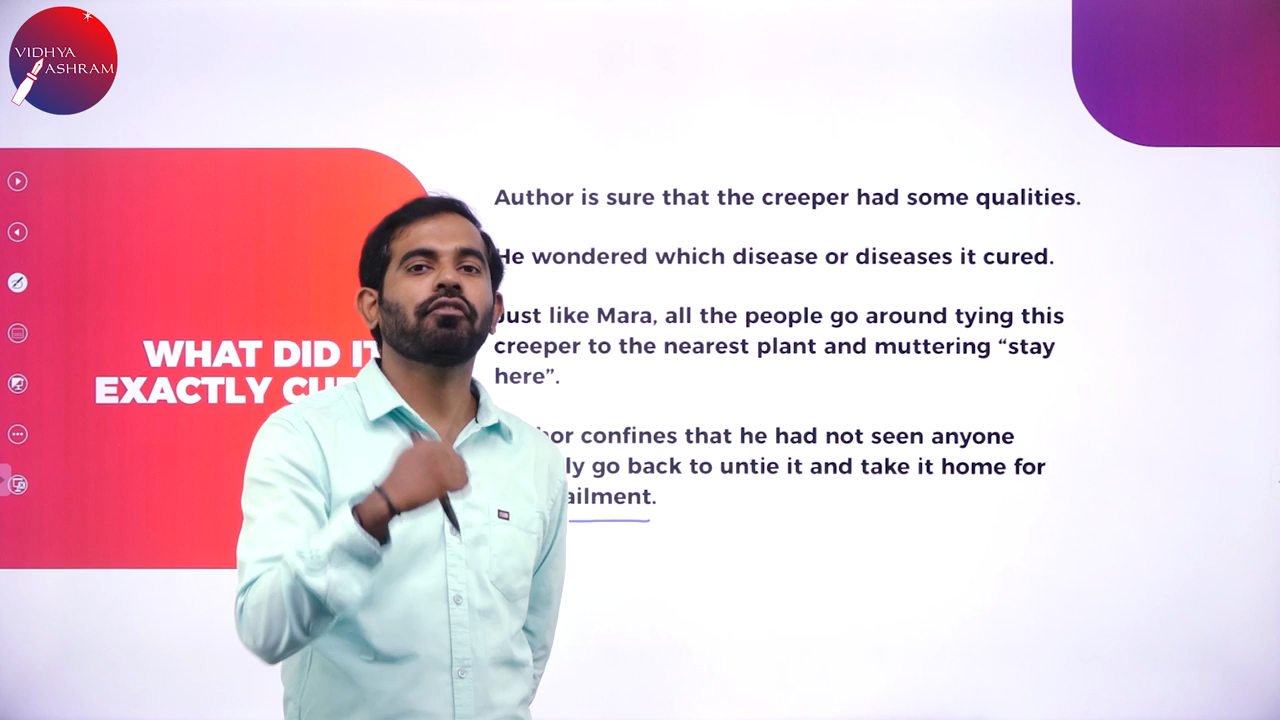 VIDHYA
ASHRAM
WHAT DID IT
EXACTLY
Author is sure that the creeper had some qualities.
He wondered which disease or diseases it cured.
Just like Mara, all the people go around tying this
creeper to the nearest plant and muttering “stay
here”.
confines that he had not seen anyone
go back to untie it and take it home for
ailment.